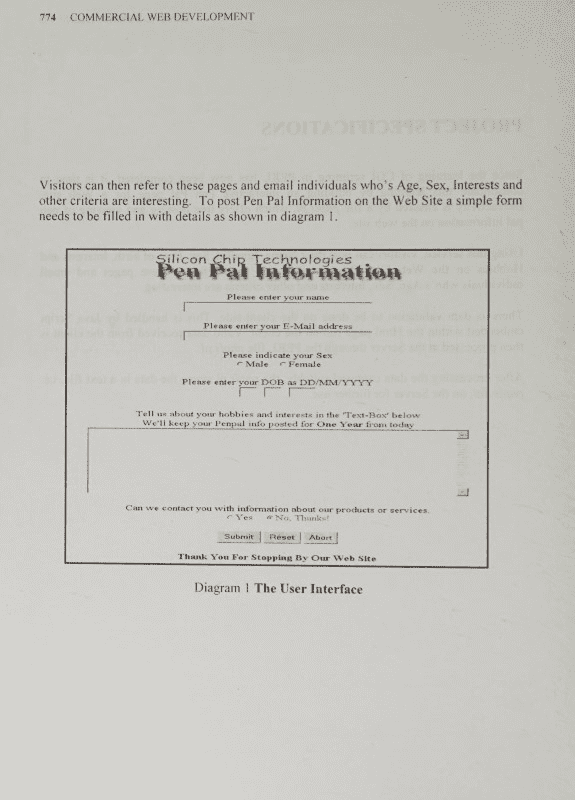 774 COMMERCIAL WEB DEVELOPMENT
PROJECT SPECIFICATIONS
Visitors can then refer to these pages and email individuals who's Age, Sex, Interests and
other criteria are interesting. To post Pen Pal Information on the Web Site a simple form
needs to be filled in with details as shown in diagram 1.
Silicon Chip Technologies
Pen Pal Information
Please enter your name
Please enter your E-Mail address
Please indicate your Sex
Male Female
Please enter your DOB as DD/MM/YYYY
Tell us about your hobbies and interests in the 'Text-Box' below
We'll keep your Penpal info posted for One Year from today
Can we contact you with information about our products or services.
Yes No, Thanks!
Submit Reset Abort
Thank You For Stopping By Our Web Site
Diagram 1 The User Interface